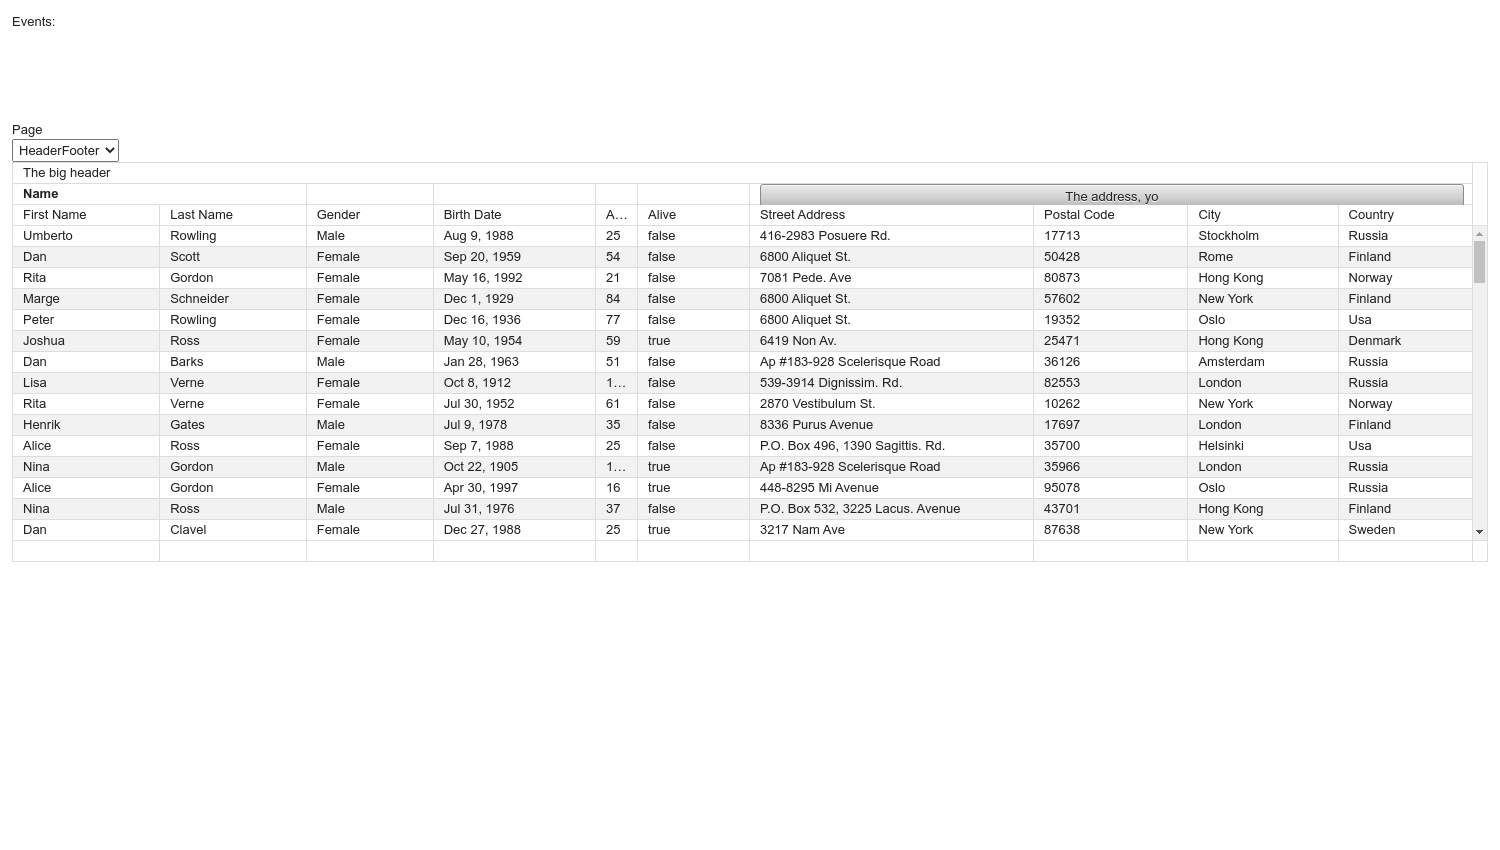 Events:
Page
HeaderFooter
The big header
Name The address, yo
First Name Last Name Gender Birth Date A... Alive Street Address Postal Code City Country
Umberto Rowling Male Aug 9, 1988 25 false 416-2983 Posuere Rd. 17713 Stockholm Russia
Dan Scott Female Sep 20, 1959 54 false 6800 Aliquet St. 50428 Rome Finland
Rita Gordon Female May 16, 1992 21 false 7081 Pede. Ave 80873 Hong Kong Norway
Marge Schneider Female Dec 1, 1929 84 false 6800 Aliquet St. 57602 New York Finland
Peter Rowling Female Dec 16, 1936 77 false 6800 Aliquet St. 19352 Oslo Usa
Joshua Ross Female May 10, 1954 59 true 6419 Non Av. 25471 Hong Kong Denmark
Dan Barks Male Jan 28, 1963 51 false Ap #183-928 Scelerisque Road 36126 Amsterdam Russia
Lisa Verne Female Oct 8, 1912 1... false 539-3914 Dignissim. Rd. 82553 London Russia
Rita Verne Female Jul 30, 1952 61 false 2870 Vestibulum St. 10262 New York Norway
Henrik Gates Male Jul 9, 1978 35 false 8336 Purus Avenue 17697 London Finland
Alice Ross Female Sep 7, 1988 25 false P.O. Box 496, 1390 Sagittis. Rd. 35700 Helsinki Usa
Nina Gordon Male Oct 22, 1905 1... true Ap #183-928 Scelerisque Road 35966 London Russia
Alice Gordon Female Apr 30, 1997 16 true 448-8295 Mi Avenue 95078 Oslo Russia
Nina Ross Male Jul 31, 1976 37 false P.O. Box 532, 3225 Lacus. Avenue 43701 Hong Kong Finland
Dan Clavel Female Dec 27, 1988 25 true 3217 Nam Ave 87638 New York Sweden